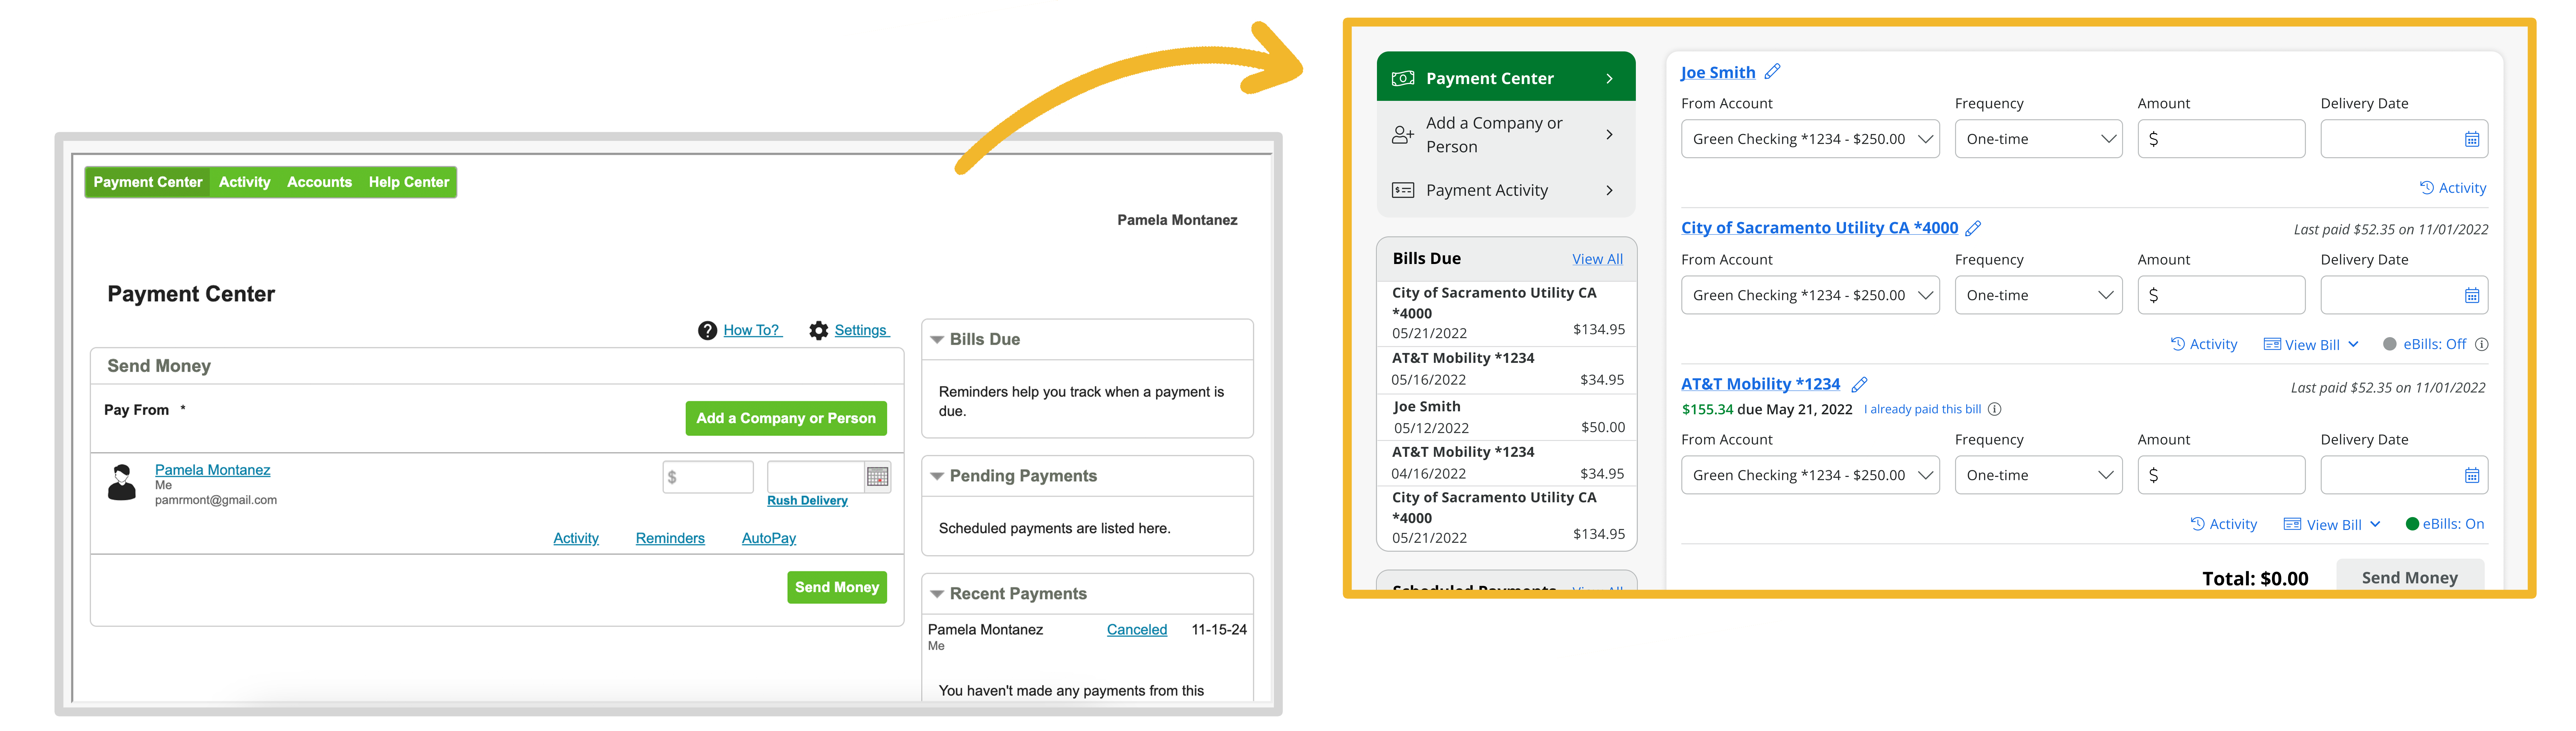 Payment Center Activity Accounts Help Center
Pamela Montanez
Payment Center
How To? Settings
Send Money
Pay From *
Add a Company or Person
Pamela Montanez
Me
pamrmont@gmail.com
$
Rush Delivery
Activity Reminders AutoPay
Send Money
Bills Due
Reminders help you track when a payment is
due.
Pending Payments
Scheduled payments are listed here.
Recent Payments
Pamela Montanez Canceled 11-15-24
Me
You haven't made any payments from this
Payment Center
Add a Company or
Person
Payment Activity
Bills Due View All
City of Sacramento Utility CA
*4000
05/21/2022 $134.95
AT&T Mobility *1234
05/16/2022 $34.95
Joe Smith
05/12/2022 $50.00
AT&T Mobility *1234
04/16/2022 $34.95
City of Sacramento Utility CA
*4000
05/21/2022 $134.95
Scheduled Payments View All
Joe Smith
From Account Frequency Amount Delivery Date
Green Checking *1234 - $250.00 One-time $
Activity
City of Sacramento Utility CA *4000 Last paid $52.35 on 11/01/2022
From Account Frequency Amount Delivery Date
Green Checking *1234 - $250.00 One-time $
Activity View Bill eBills: Off
AT&T Mobility *1234 Last paid $52.35 on 11/01/2022
$155.34 due May 21, 2022 I already paid this bill
From Account Frequency Amount Delivery Date
Green Checking *1234 - $250.00 One-time $
Activity View Bill eBills: On
Total: $0.00 Send Money